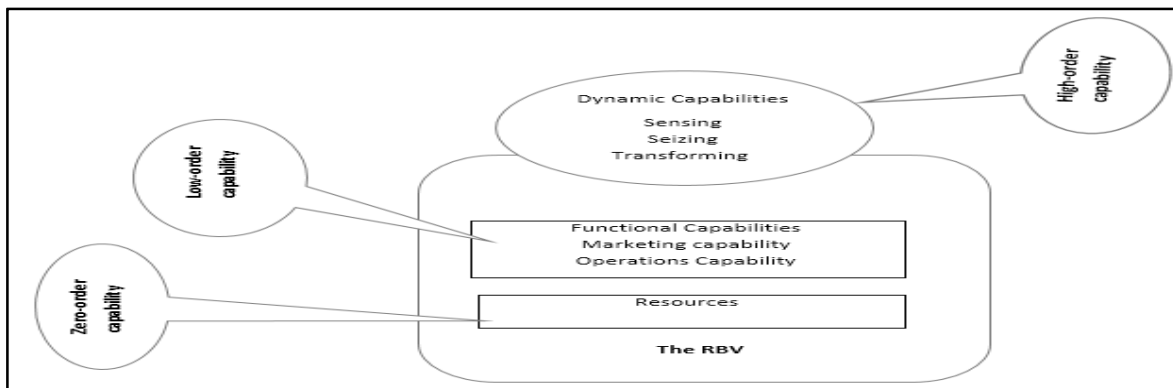 High-order
capability
Dynamic Capabilities
Sensing
Seizing
Transforming
Low-order
capability
Functional Capabilities
Marketing capability
Operations Capability
Zero-order
capability
Resources
The RBV